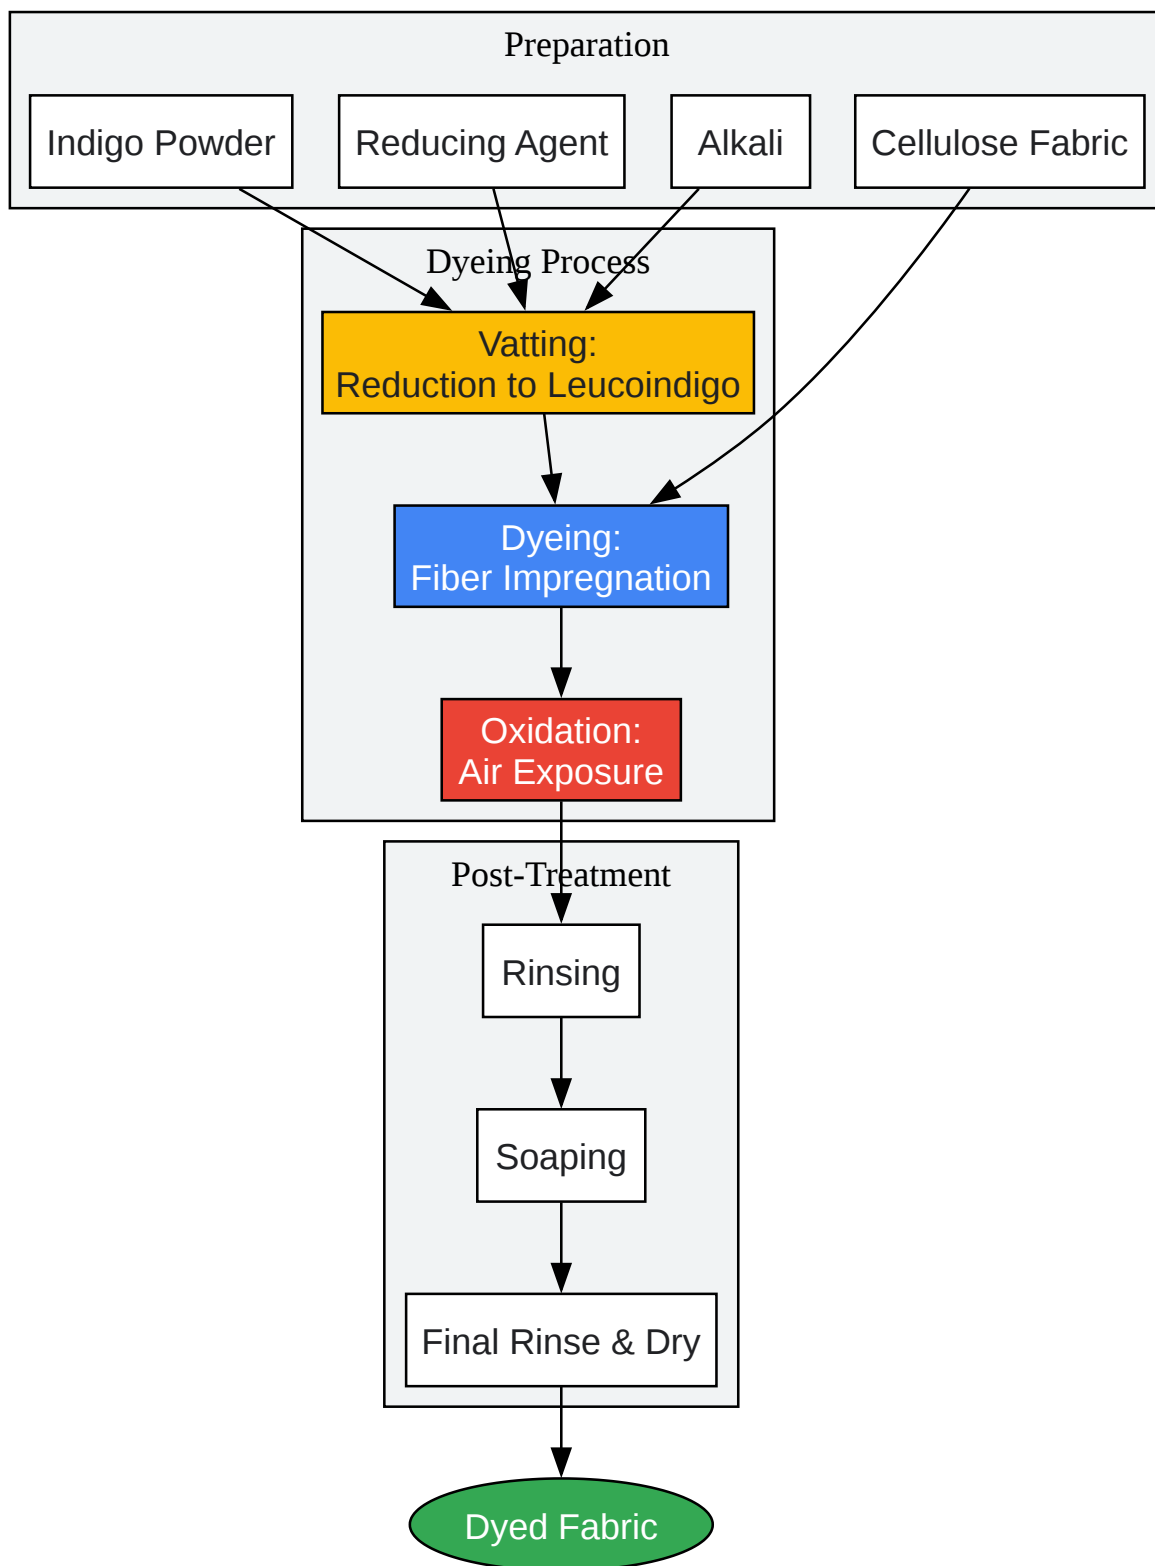 Preparation
Indigo Powder
Reducing Agent
Alkali
Cellulose Fabric
Dyeing Process
Vatting:
Reduction to Leucoindigo
Dyeing:
Fiber Impregnation
Oxidation:
Air Exposure
Post-Treatment
Rinsing
Soaping
Final Rinse & Dry
Dyed Fabric